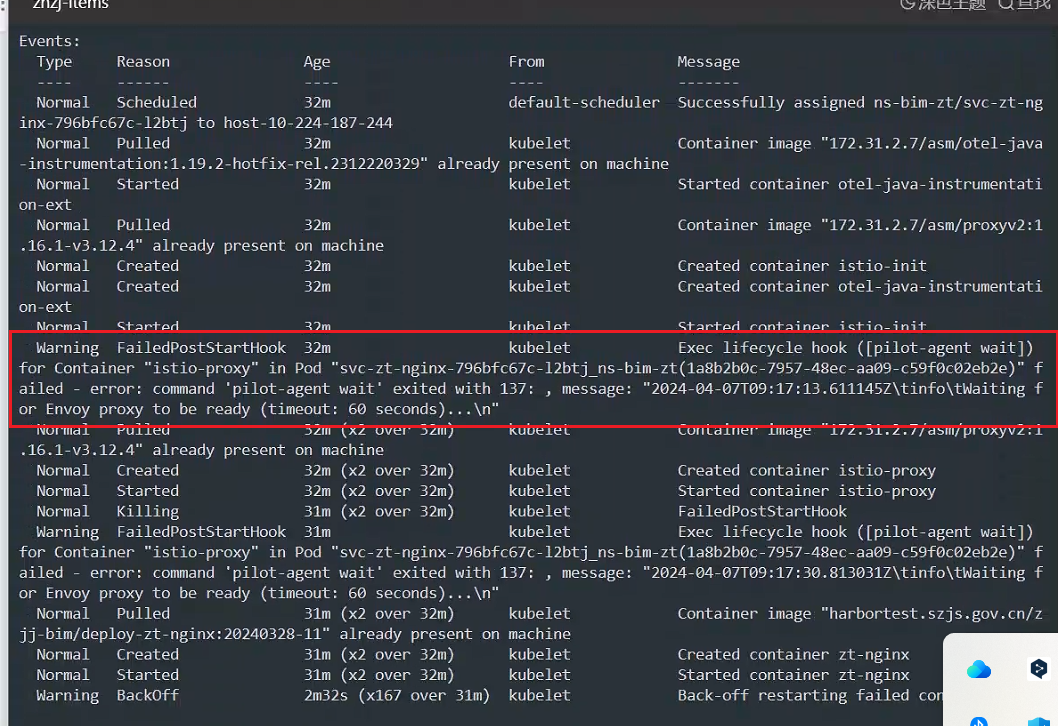 znzj-items
深色主题 查找
Events:
Type Reason Age From Message
---- ------ ---- ---- -------
Normal Scheduled 32m default-scheduler Successfully assigned ns-bim-zt/svc-zt-ng
inx-796bfc67c-l2btj to host-10-224-187-244
Normal Pulled 32m kubelet Container image "172.31.2.7/asm/otel-java
-instrumentation:1.19.2-hotfix-rel.2312220329" already present on machine
Normal Started 32m kubelet Started container otel-java-instrumentati
on-ext
Normal Pulled 32m kubelet Container image "172.31.2.7/asm/proxyv2:1
.16.1-v3.12.4" already present on machine
Normal Created 32m kubelet Created container istio-init
Normal Created 32m kubelet Created container otel-java-instrumentati
on-ext
Normal Started 32m kubelet Started container istio-init
Warning FailedPostStartHook 32m kubelet Exec lifecycle hook ([pilot-agent wait])
for Container "istio-proxy" in Pod "svc-zt-nginx-796bfc67c-l2btj_ns-bim-zt(1a8b2b0c-7957-48ec-aa09-c59f0c02eb2e)" f
ailed - error: command 'pilot-agent wait' exited with 137: , message: "2024-04-07T09:17:13.611145Z\tinfo\tWaiting f
or Envoy proxy to be ready (timeout: 60 seconds)...\n"
Normal Pulled 32m (x2 over 32m) kubelet Container image "172.31.2.7/asm/proxyv2:1
.16.1-v3.12.4" already present on machine
Normal Created 32m (x2 over 32m) kubelet Created container istio-proxy
Normal Started 32m (x2 over 32m) kubelet Started container istio-proxy
Normal Killing 31m (x2 over 32m) kubelet FailedPostStartHook
Warning FailedPostStartHook 31m kubelet Exec lifecycle hook ([pilot-agent wait])
for Container "istio-proxy" in Pod "svc-zt-nginx-796bfc67c-l2btj_ns-bim-zt(1a8b2b0c-7957-48ec-aa09-c59f0c02eb2e)" f
ailed - error: command 'pilot-agent wait' exited with 137: , message: "2024-04-07T09:17:30.813031Z\tinfo\tWaiting f
or Envoy proxy to be ready (timeout: 60 seconds)...\n"
Normal Pulled 31m (x2 over 32m) kubelet Container image "harbortest.szjs.gov.cn/z
jj-bim/deploy-zt-nginx:20240328-11" already present on machine
Normal Created 31m (x2 over 32m) kubelet Created container zt-nginx
Normal Started 31m (x2 over 32m) kubelet Started container zt-nginx
Warning BackOff 2m32s (x167 over 31m) kubelet Back-off restarting failed con